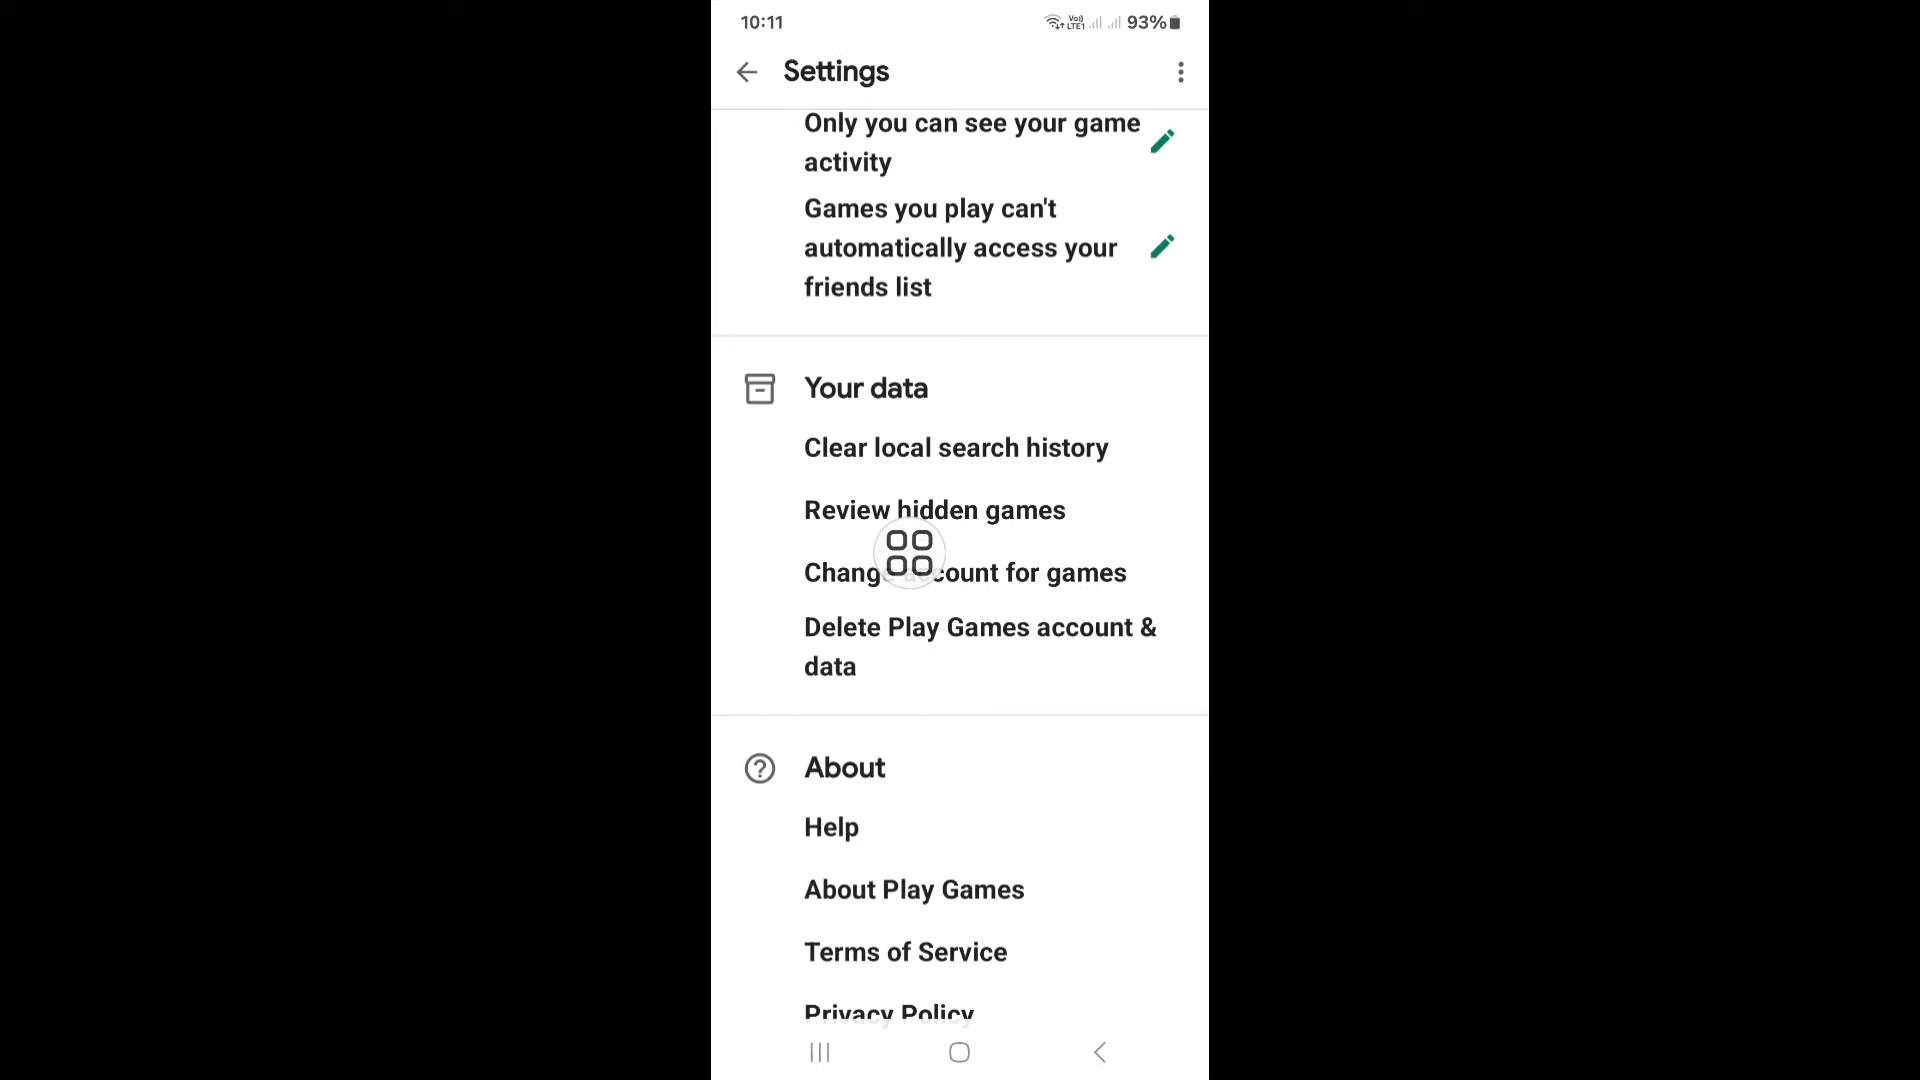 10:11
Vo)) LTE1 93%
Settings
Only you can see your game
activity
Games you play can't
automatically access your
friends list
Your data
Clear local search history
Review hidden games
Change account for games
Delete Play Games account &
data
About
Help
About Play Games
Terms of Service
Privacy Policy